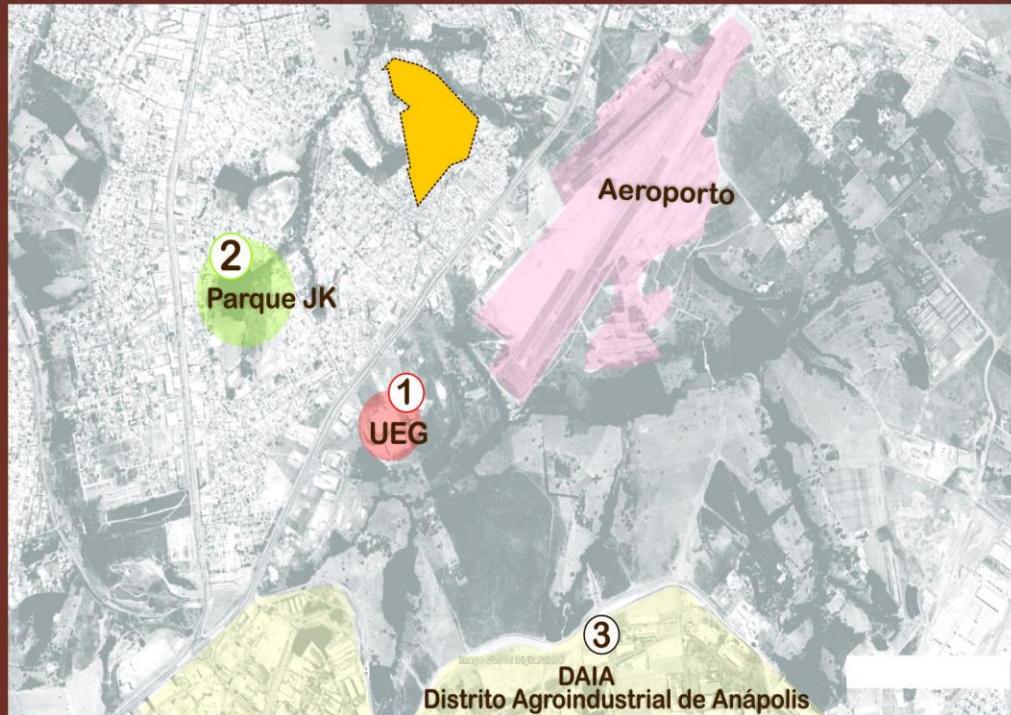 Aeroporto
2
Parque JK
1
UEG
3
DAIA
Distrito Agroindustrial de Anápolis